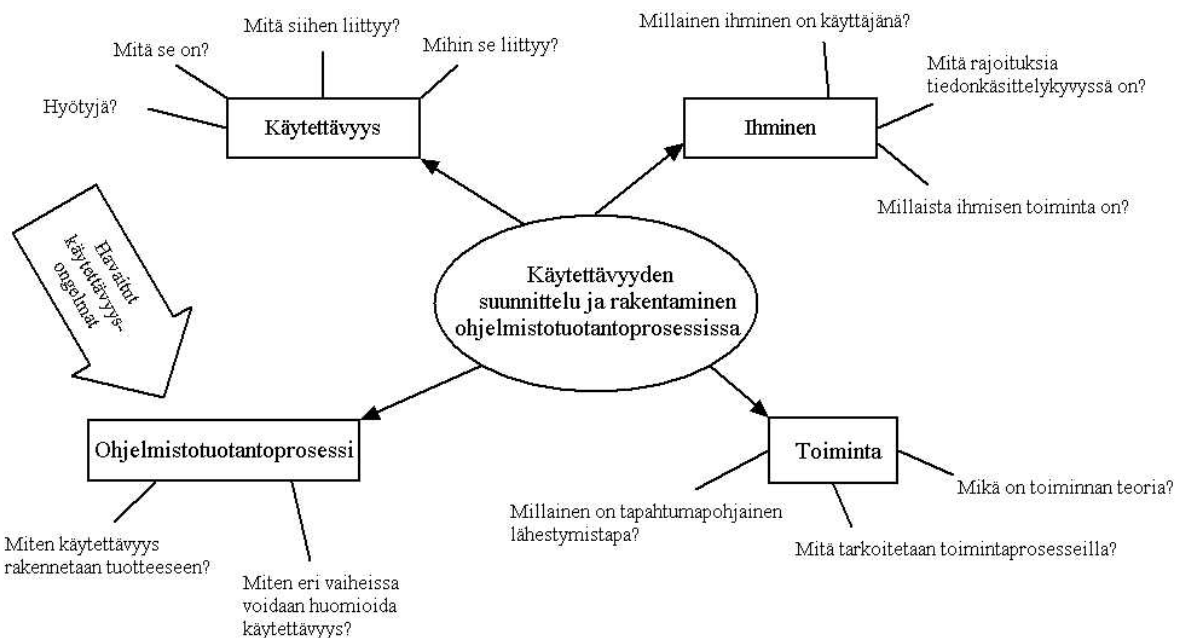 Mitä siihen liittyy?
Mitä se on?
Mihin se liittyy?
Hyötyjä?
Käytettävyys
Millainen ihminen on käyttäjänä?
Mitä rajoituksia
tiedonkäsittelykyvyssä on?
Ihminen
Millaista ihmisen toiminta on?
Havaitut
käytettävyys-
ongelmat
Käytettävyyden
suunnittelu ja rakentaminen
ohjelmistotuotantoprosessissa
Ohjelmistotuotantoprosessi
Miten käytettävyys
rakennetaan tuotteeseen?
Miten eri vaiheissa
voidaan huomioida
käytettävyys?
Toiminta
Millainen on tapahtumapohjainen
lähestymistapa?
Mikä on toiminnan teoria?
Mitä tarkoitetaan toimintaprosesseilla?